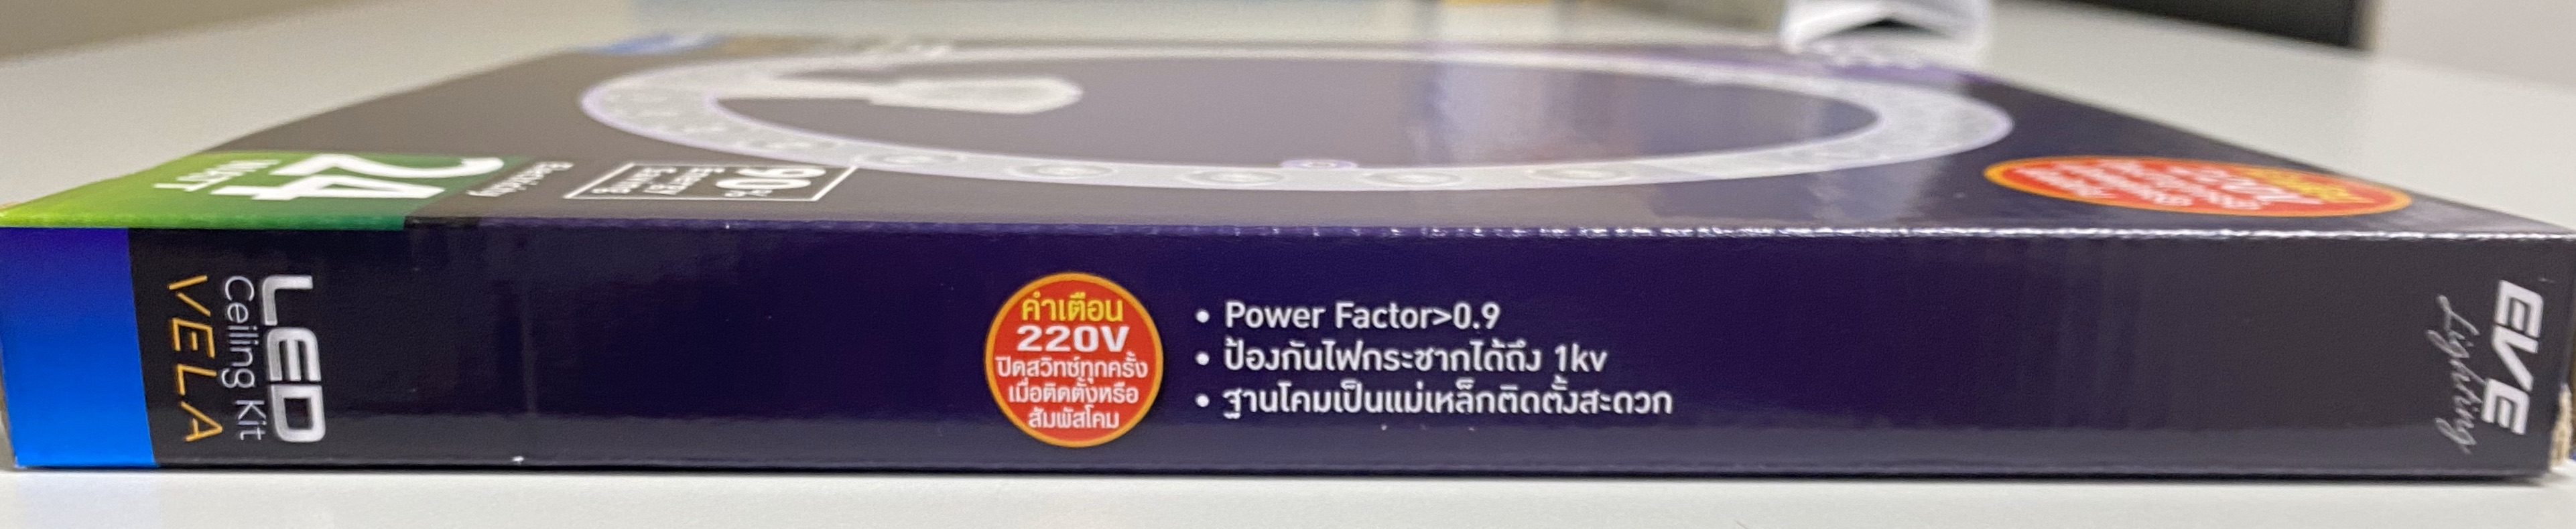 24
WATT
Electricity
90%
Energy
Saving
LED
Ceiling Kit
VELA
คำเตือน
220V
ปิดสวิทช์ทุกครั้ง
เมื่อติดตั้งหรือ
สัมผัสโคม
• Power Factor>0.9
• ป้องกันไฟกระชากได้ถึง 1kv
• ฐานโคมเป็นแม่เหล็กติดตั้งสะดวก
EVE
Lighting